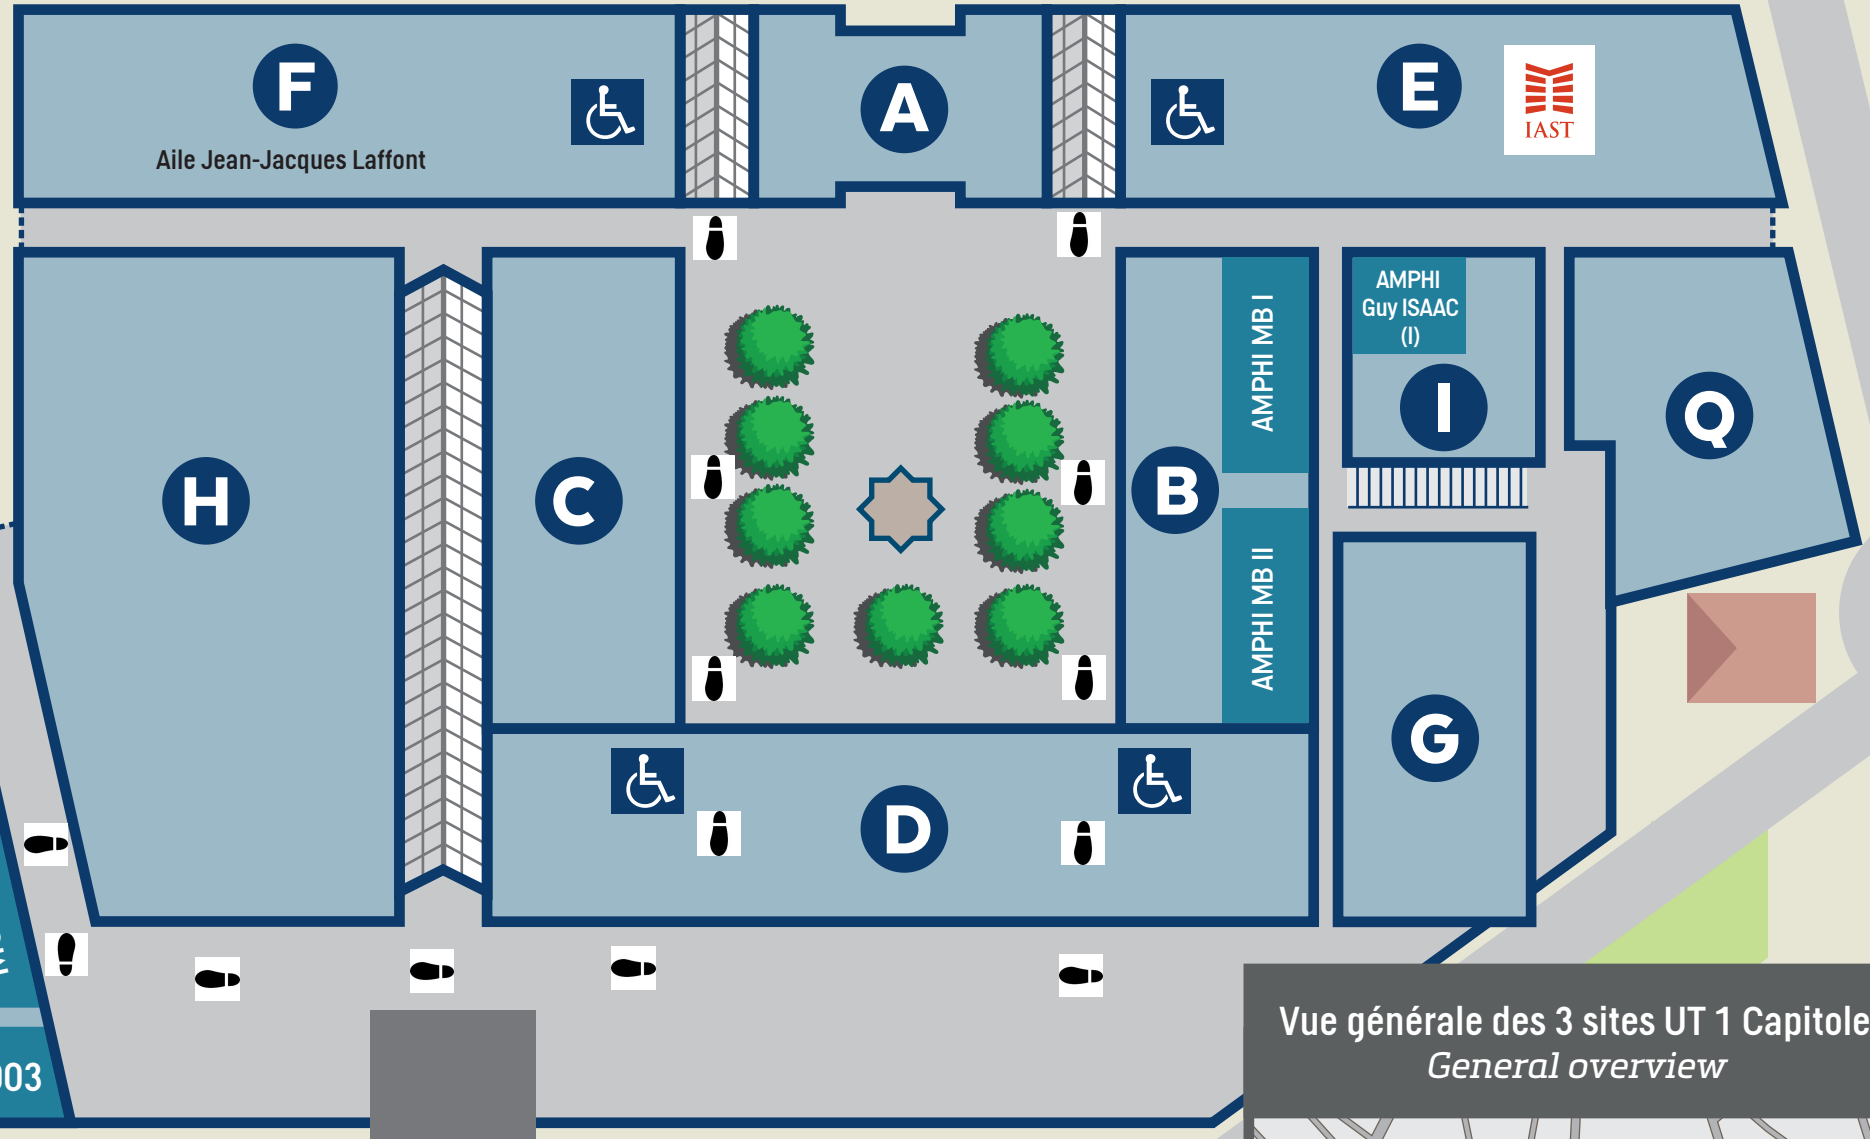 F
Aile Jean-Jacques Laffont
A
E
IAST
H
C
B
AMPHI MB I
AMPHI MB II
AMPHI
Guy ISAAC
(I)
I
Q
D
G
003
Vue générale des 3 sites UT 1 Capitole
General overview